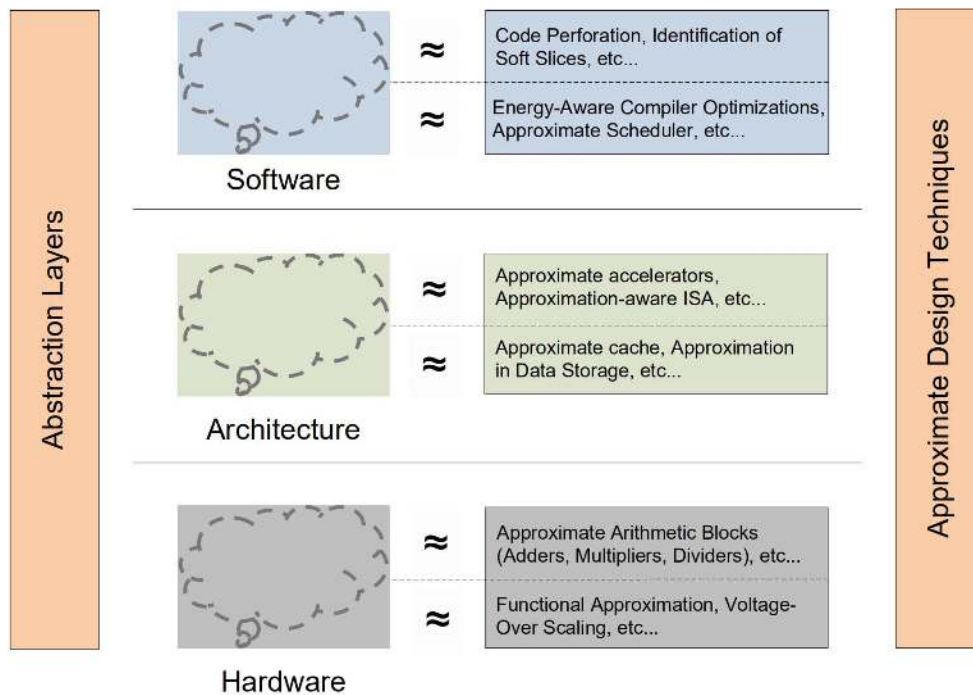 Abstraction Layers
≈
Code Perforation, Identification of
Soft Slices, etc...
≈
Energy-Aware Compiler Optimizations,
Approximate Scheduler, etc...
Software
≈
Approximate accelerators,
Approximation-aware ISA, etc...
≈
Approximate cache, Approximation
in Data Storage, etc...
Architecture
≈
Approximate Arithmetic Blocks
(Adders, Multipliers, Dividers), etc...
≈
Functional Approximation, Voltage-
Over Scaling, etc...
Hardware
Approximate Design Techniques